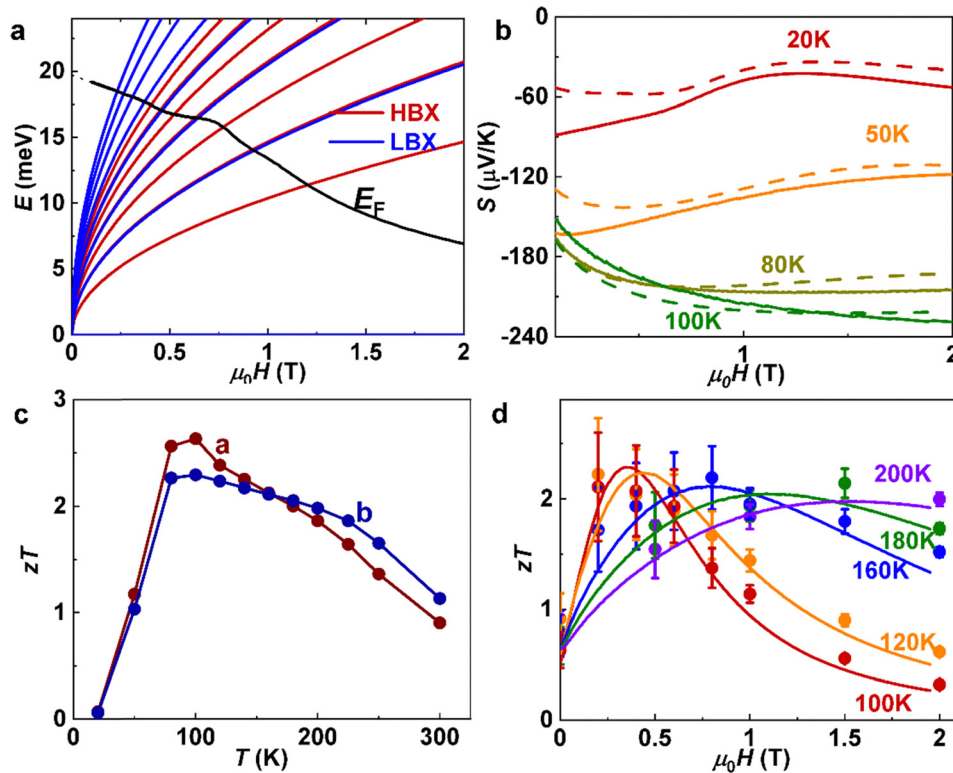 a
E (meV)
20
15
10
5
0
HBX
LBX
E_F
0 0.5 1 1.5 2
μ₀H (T)
b
S (μV/K)
0
-60
-120
-180
-240
20K
50K
80K
100K
1 2
μ₀H (T)
c
zT
3
2
1
0
a
b
0 100 200 300
T (K)
d
zT
2
1
0
200K
180K
160K
120K
100K
0 0.5 1 1.5 2
μ₀H (T)